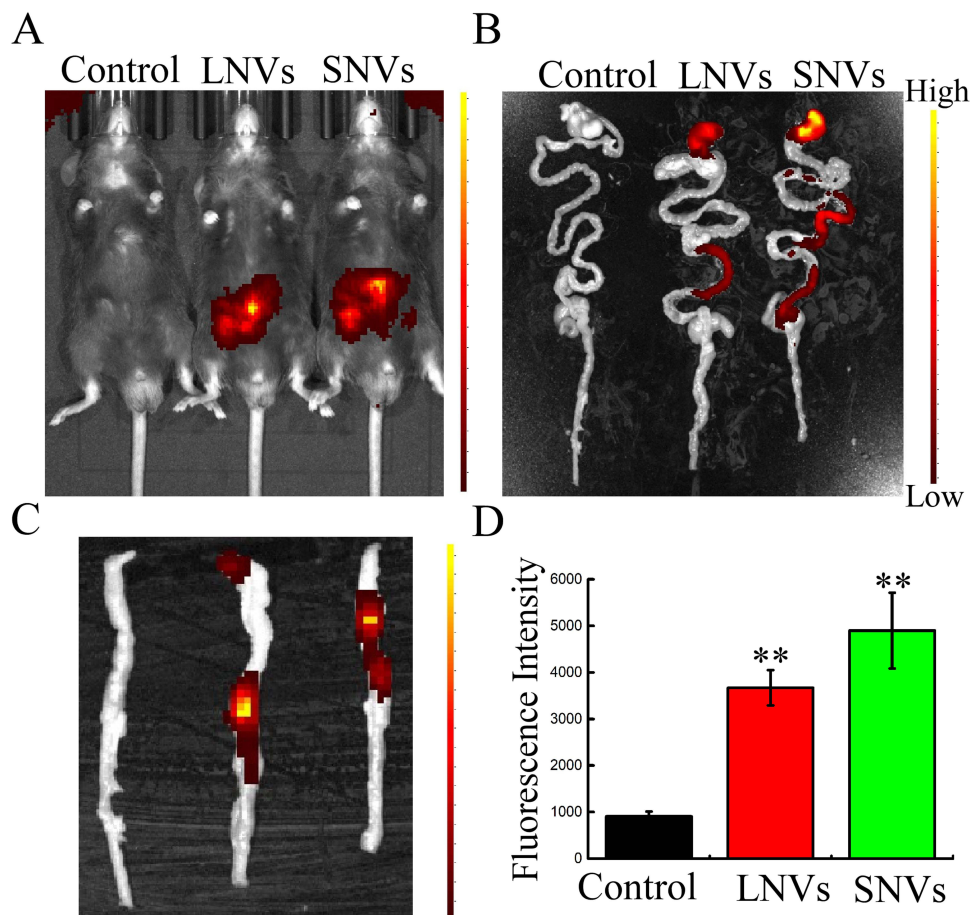 A
Control LNVs SNVs
B
Control LNVs SNVs
High
Low
C
D
Fluorescence Intensity
6000
5000
4000
3000
2000
1000
0
**
**
Control LNVs SNVs